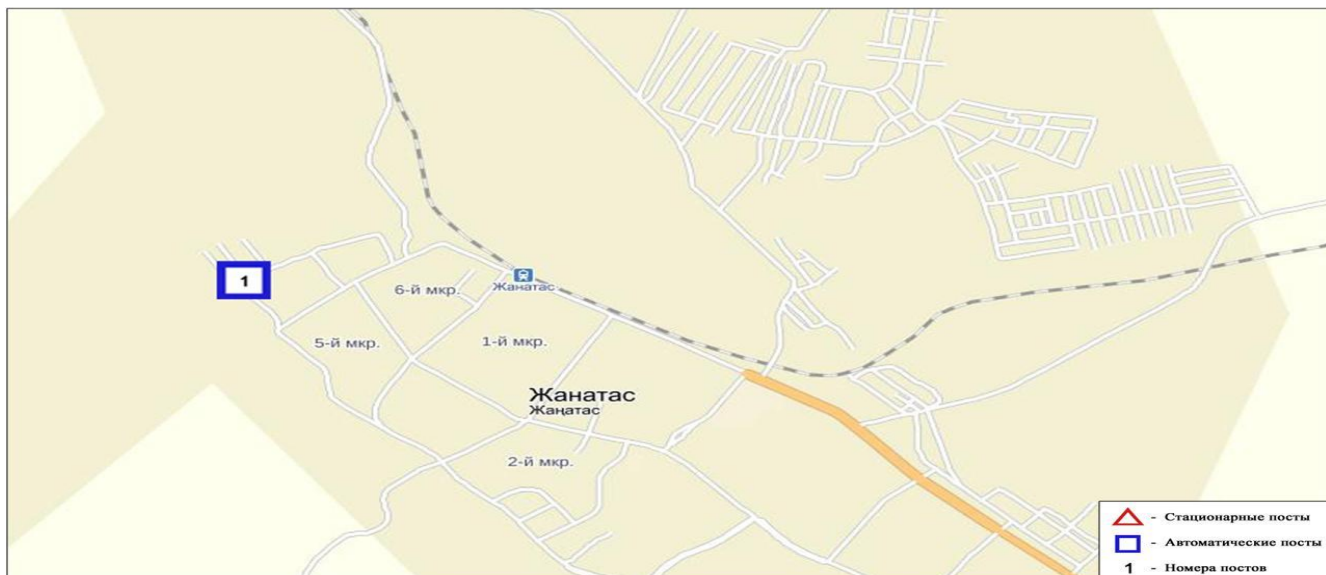 1
6-й мкр.
Жанатас
5-й мкр.
1-й мкр.
Жанатас
Жаңатас
2-й мкр.
- Стационарные посты
- Автоматические посты
1 - Номера постов